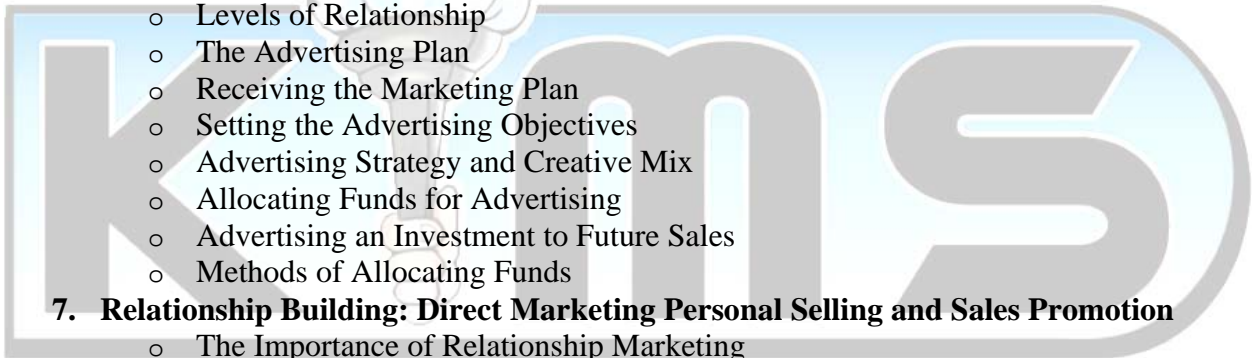 o Levels of Relationship
o The Advertising Plan
o Receiving the Marketing Plan
o Setting the Advertising Objectives
o Advertising Strategy and Creative Mix
o Allocating Funds for Advertising
o Advertising an Investment to Future Sales
o Methods of Allocating Funds
7. Relationship Building: Direct Marketing Personal Selling and Sales Promotion
o The Importance of Relationship Marketing
KIMS